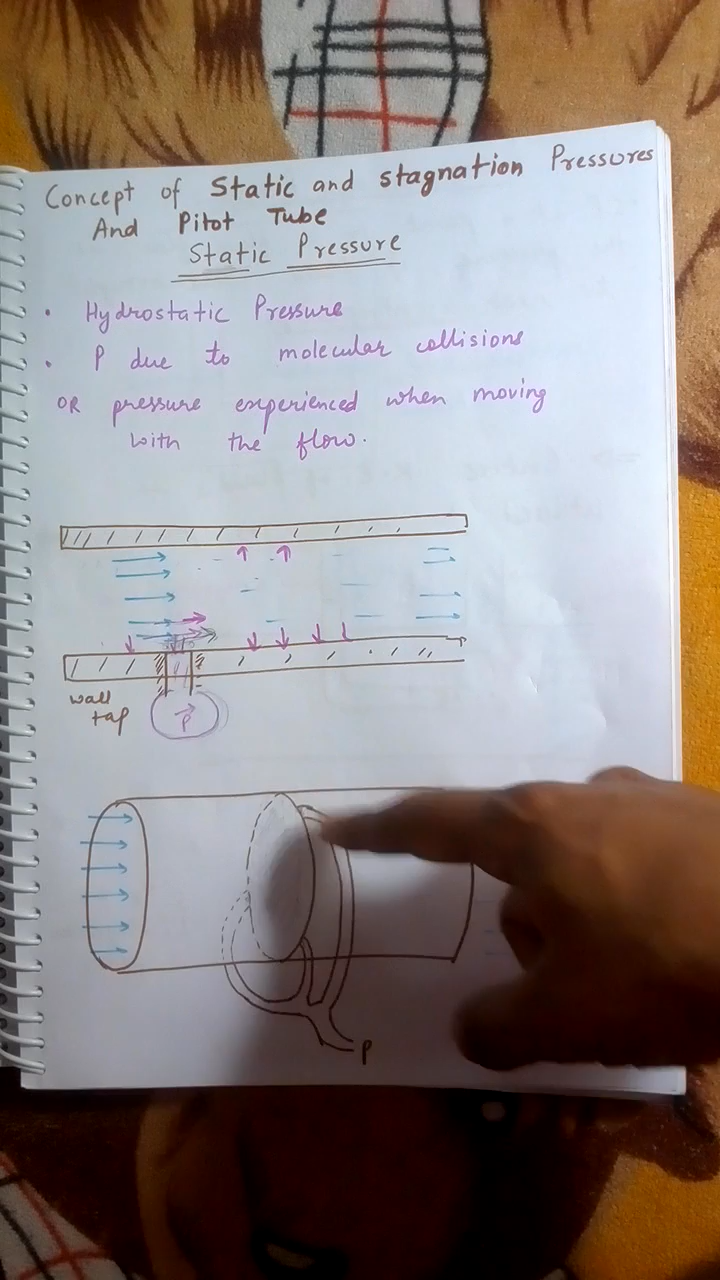 Concept of Static and stagnation Pressures
And Pitot Tube
Static Pressure
• Hydrostatic Pressure
• P due to molecular collisions
OR pressure experienced when moving
with the flow.
wall
tap
P
P